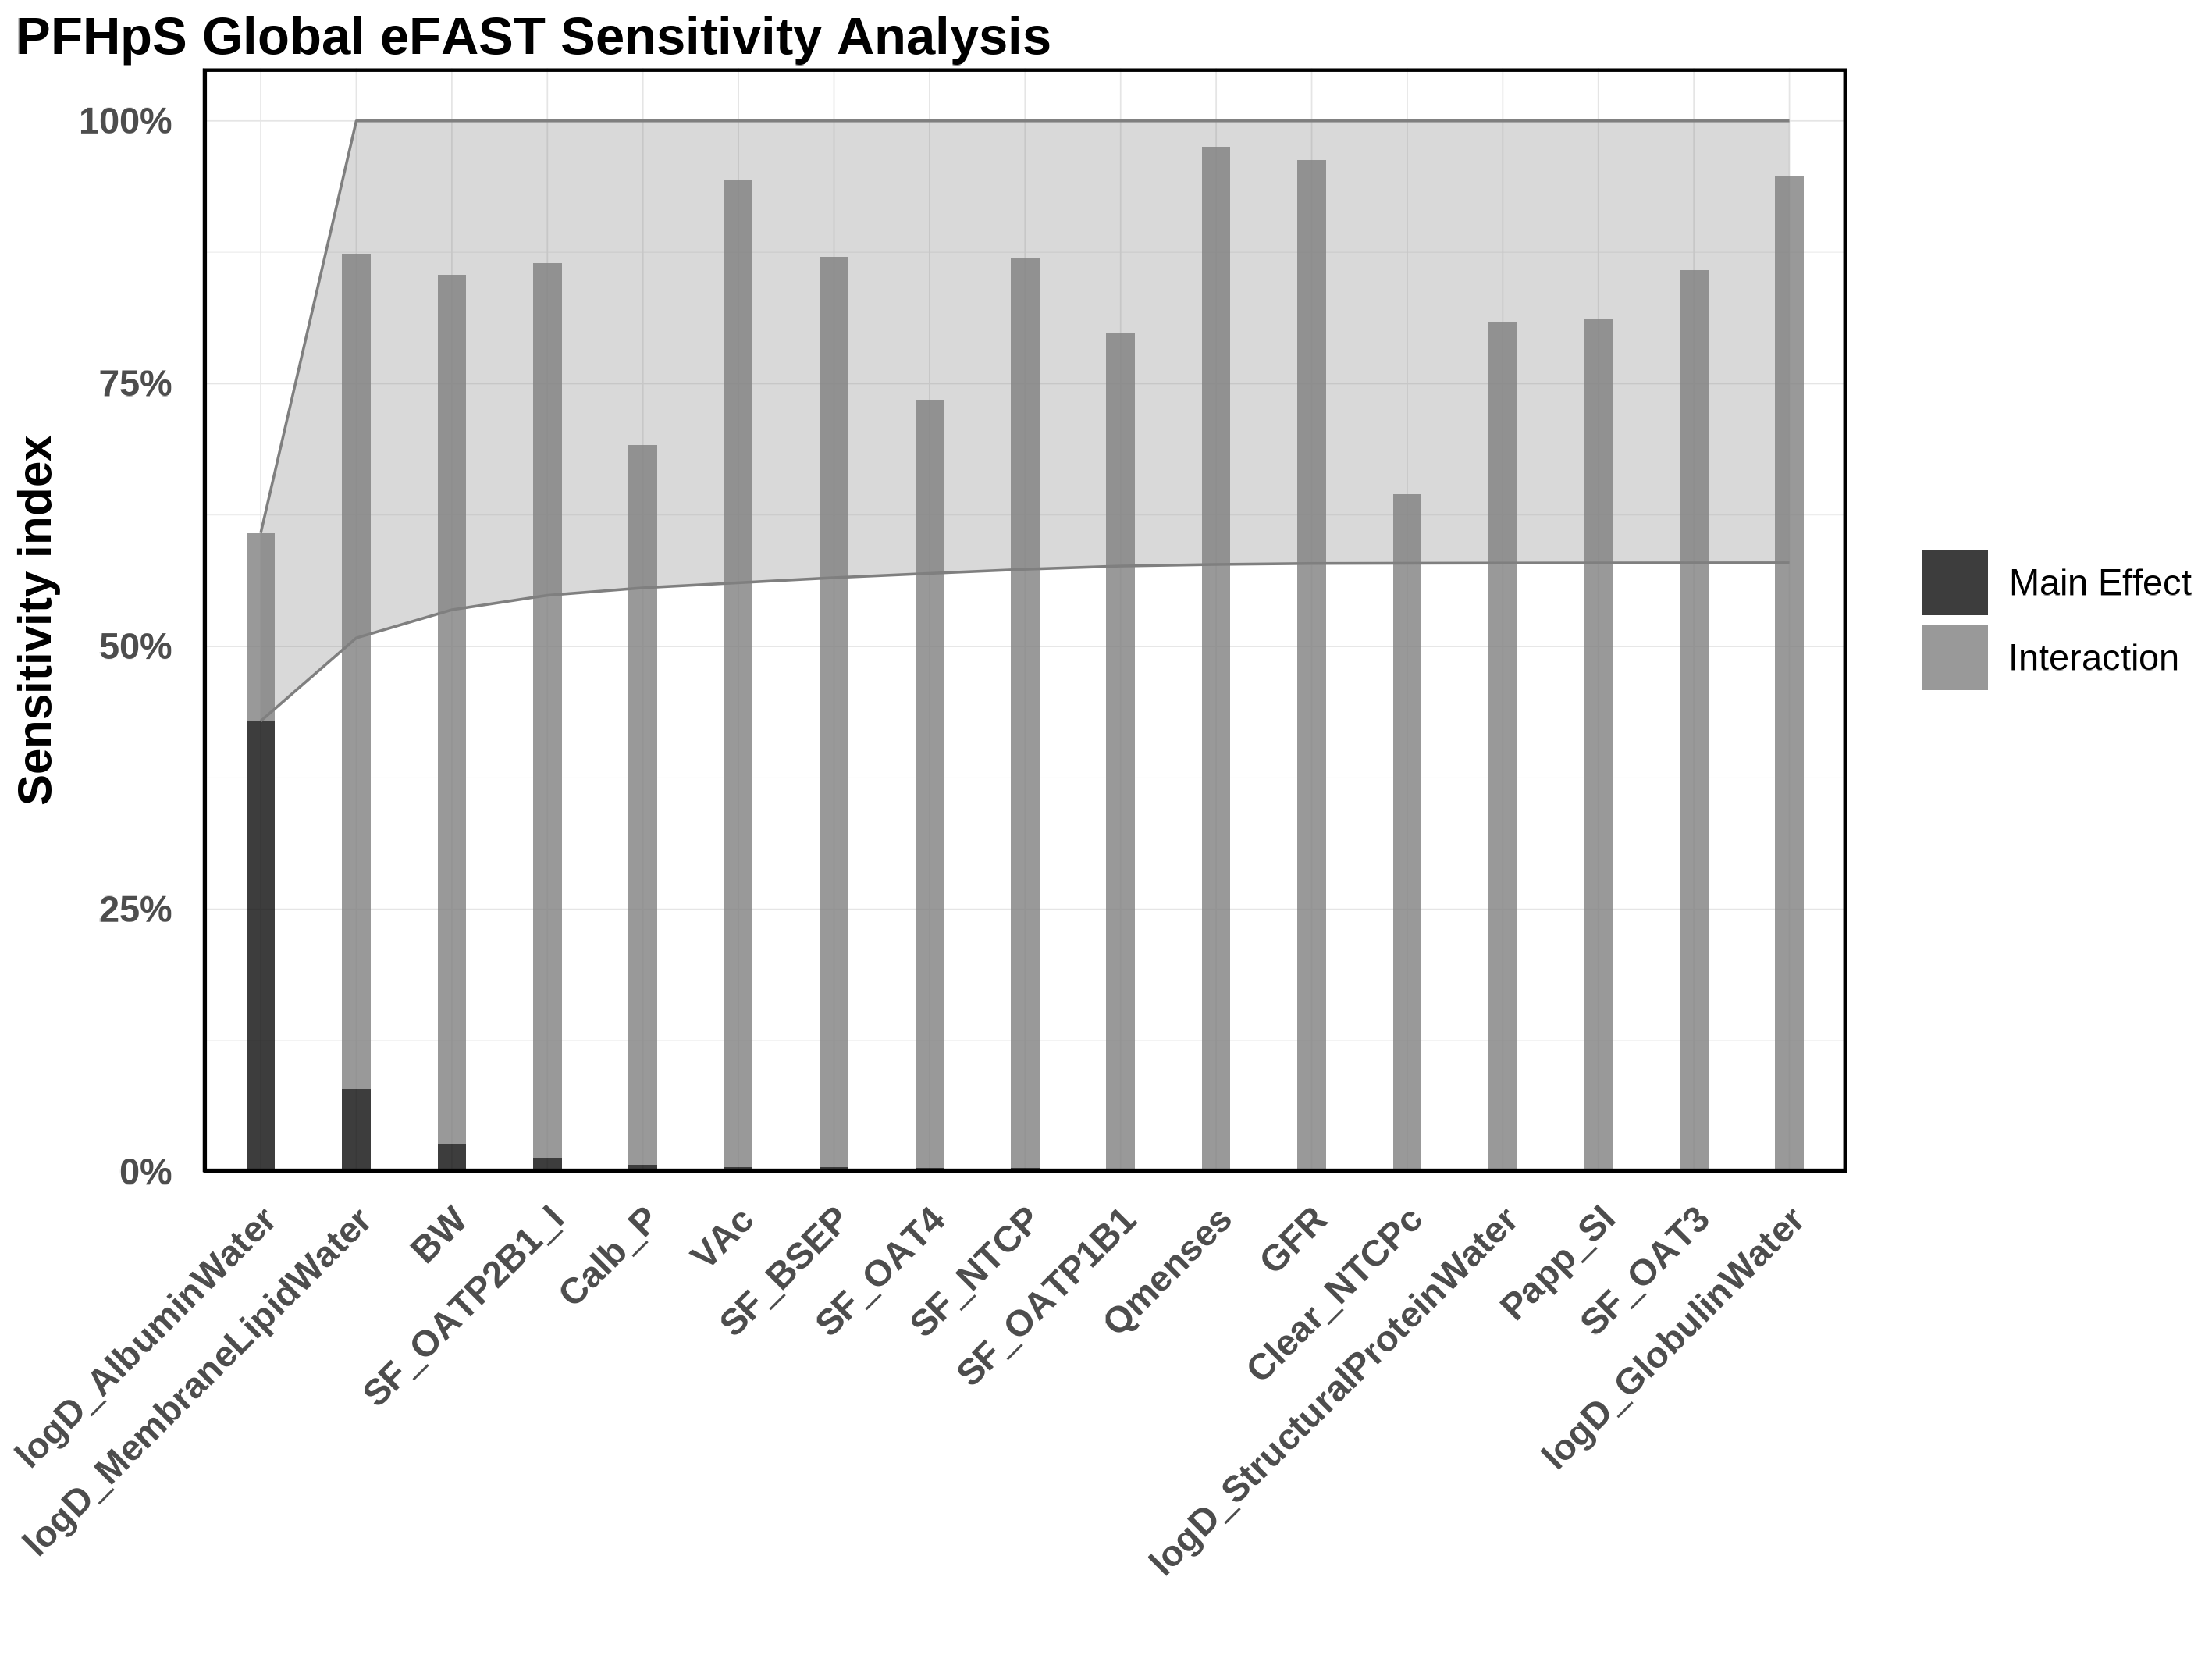 PFHpS Global eFAST Sensitivity Analysis
Sensitivity index
100%
75%
50%
25%
0%
logD_AlbuminWater
logD_MembraneLipidWater
BW
SF_OATP2B1_I
Calb_P
VAc
SF_BSEP
SF_OAT4
SF_NTCP
SF_OATP1B1
Qmenses
GFR
Clear_NTCPc
logD_StructuralProteinWater
Papp_SI
SF_OAT3
logD_GlobulinWater
Main Effect
Interaction